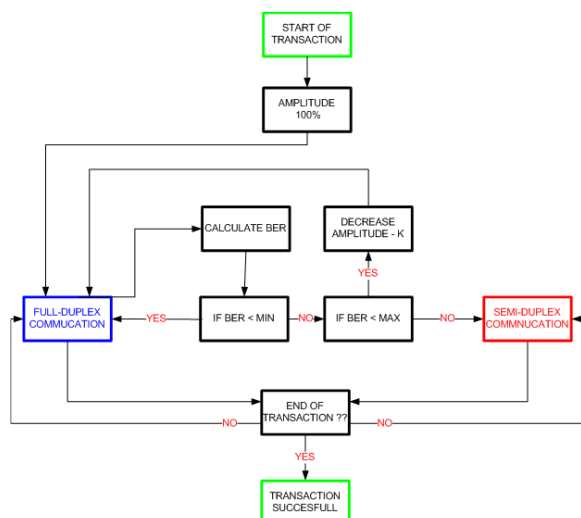 START OF
TRANSACTION
AMPLITUDE
100%
CALCULATE BER
DECREASE
AMPLITUDE - K
YES
FULL-DUPLEX
COMMUCATION
YES
IF BER < MIN
NO
IF BER < MAX
NO
SEMI-DUPLEX
COMMNUCATION
END OF
TRANSACTION ??
NO
NO
YES
TRANSACTION
SUCCESFULL